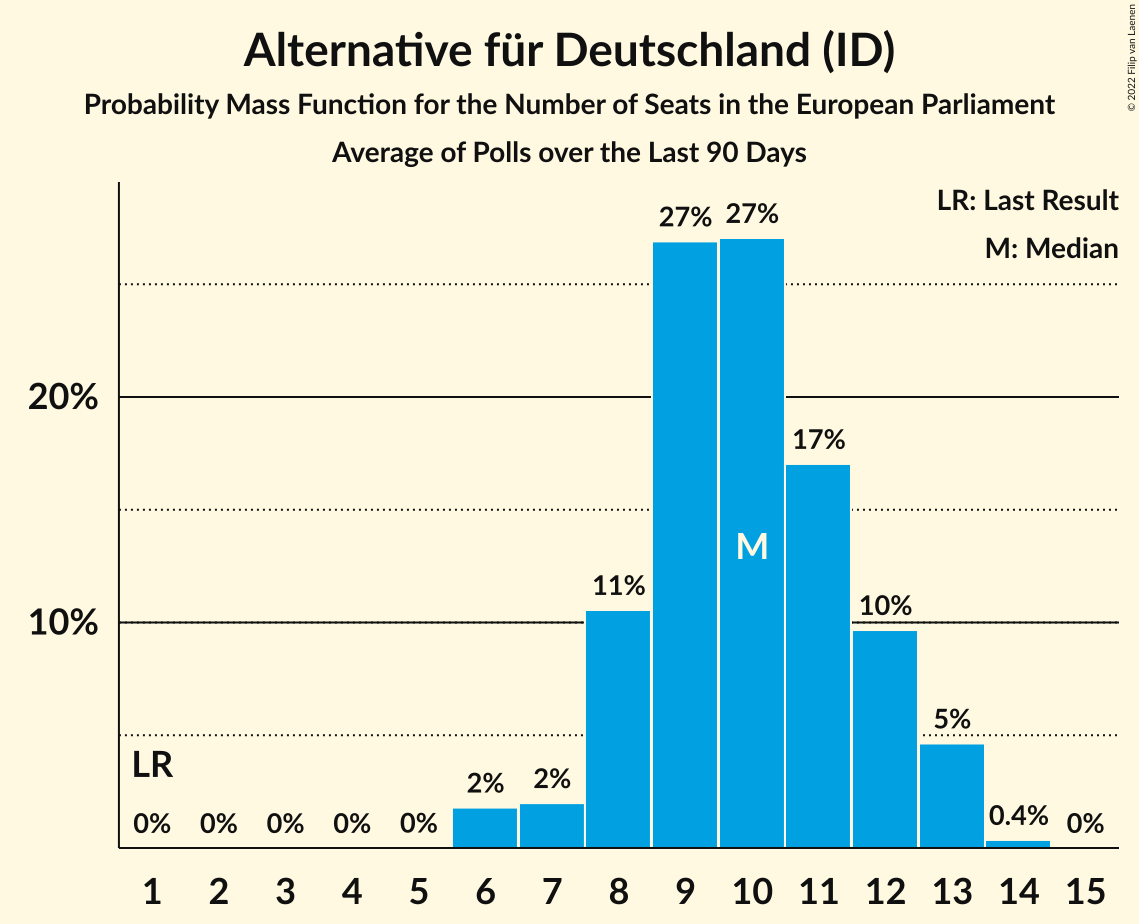 Alternative für Deutschland (ID)
Probability Mass Function for the Number of Seats in the European Parliament
Average of Polls over the Last 90 Days
© 2022 Filip van Laenen
LR: Last Result
M: Median
27% 27%
20%
17%
M
11%
10%
10%
5%
LR
2% 2%
0% 0% 0% 0% 0% 0.4% 0%
1 2 3 4 5 6 7 8 9 10 11 12 13 14 15